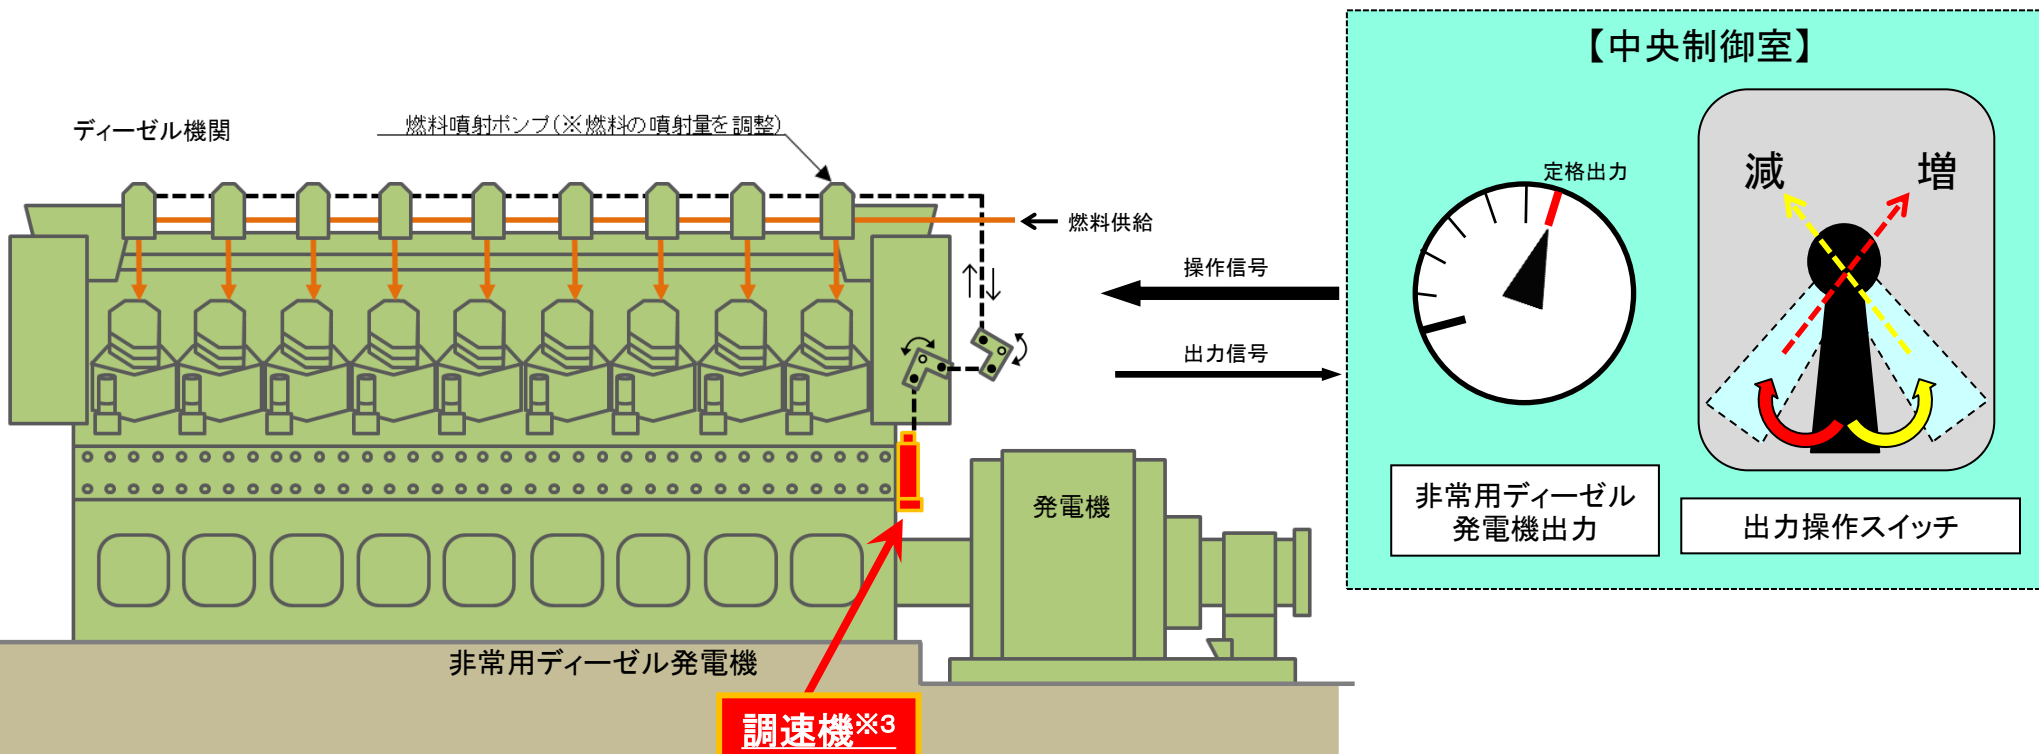 【中央制御室】
ディーゼル機関
燃料噴射ポンプ(※燃料の噴射量を調整)
定格出力
減
増
燃料供給
操作信号
出力信号
発電機
非常用ディーゼル
発電機出力
出力操作スイッチ
非常用ディーゼル発電機
調速機※3